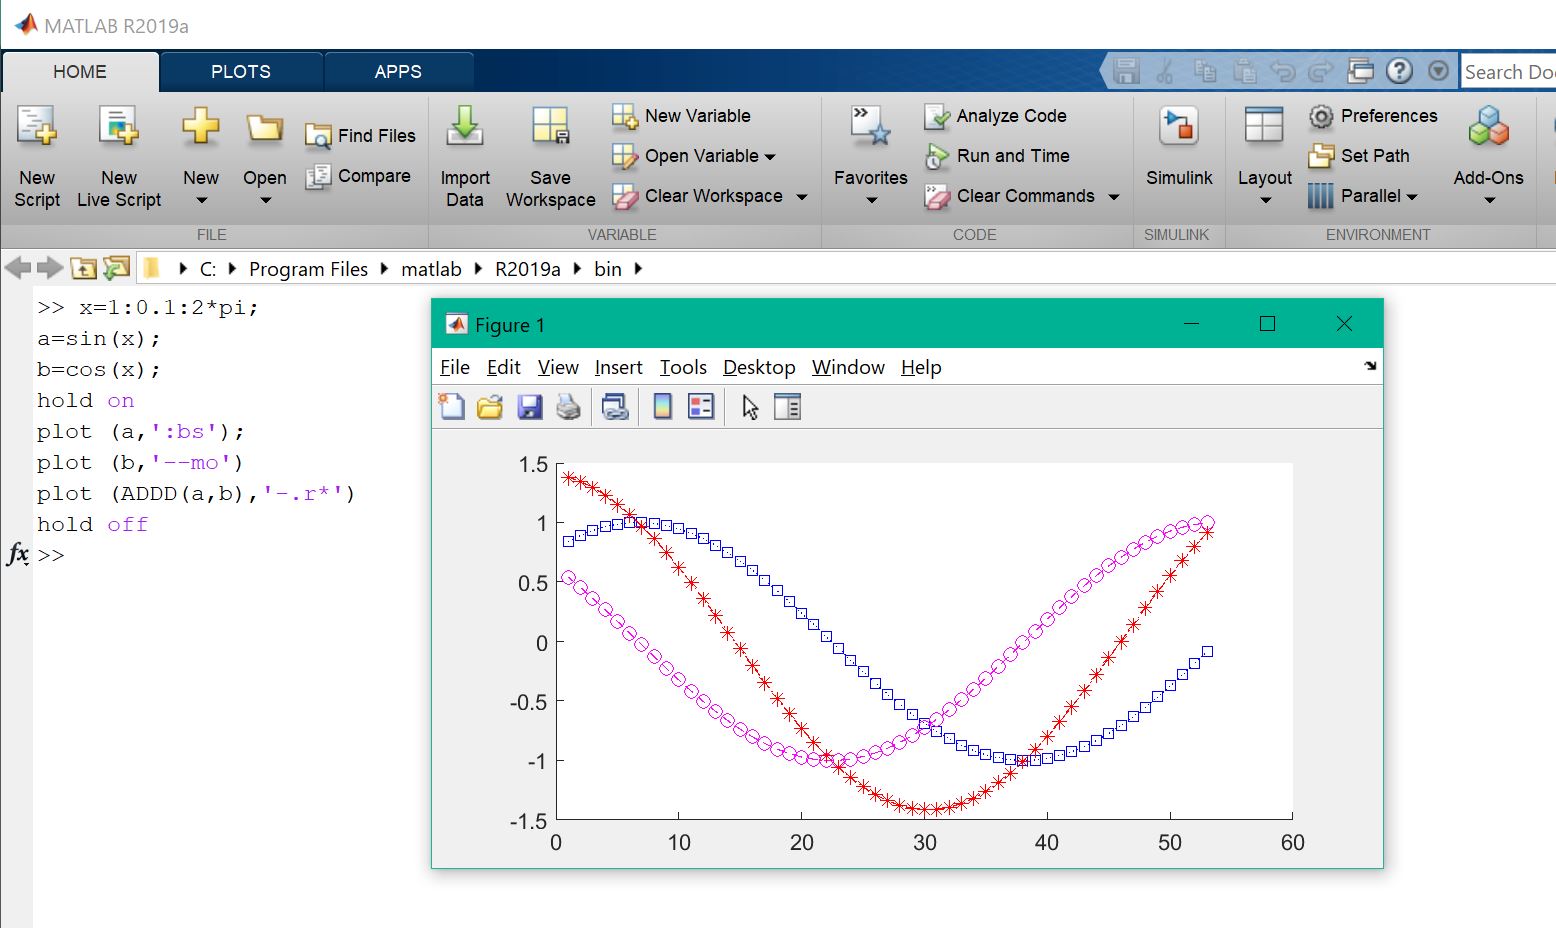 MATLAB R2019a
HOME PLOTS APPS
Search Do
New Script
New Live Script
New
Open
Find Files
Compare
FILE
Import Data
Save Workspace
New Variable
Open Variable
Clear Workspace
VARIABLE
Favorites
Analyze Code
Run and Time
Clear Commands
CODE
Simulink
SIMULINK
Layout
Preferences
Set Path
Parallel
Add-Ons
ENVIRONMENT
C: Program Files matlab R2019a bin
>> x=1:0.1:2*pi;
a=sin(x);
b=cos(x);
hold on
plot (a,':bs');
plot (b,'--mo')
plot (ADDD(a,b),'-.r*')
hold off
fx >>
Figure 1
File Edit View Insert Tools Desktop Window Help
1.5
1
0.5
0
-0.5
-1
-1.5
0 10 20 30 40 50 60